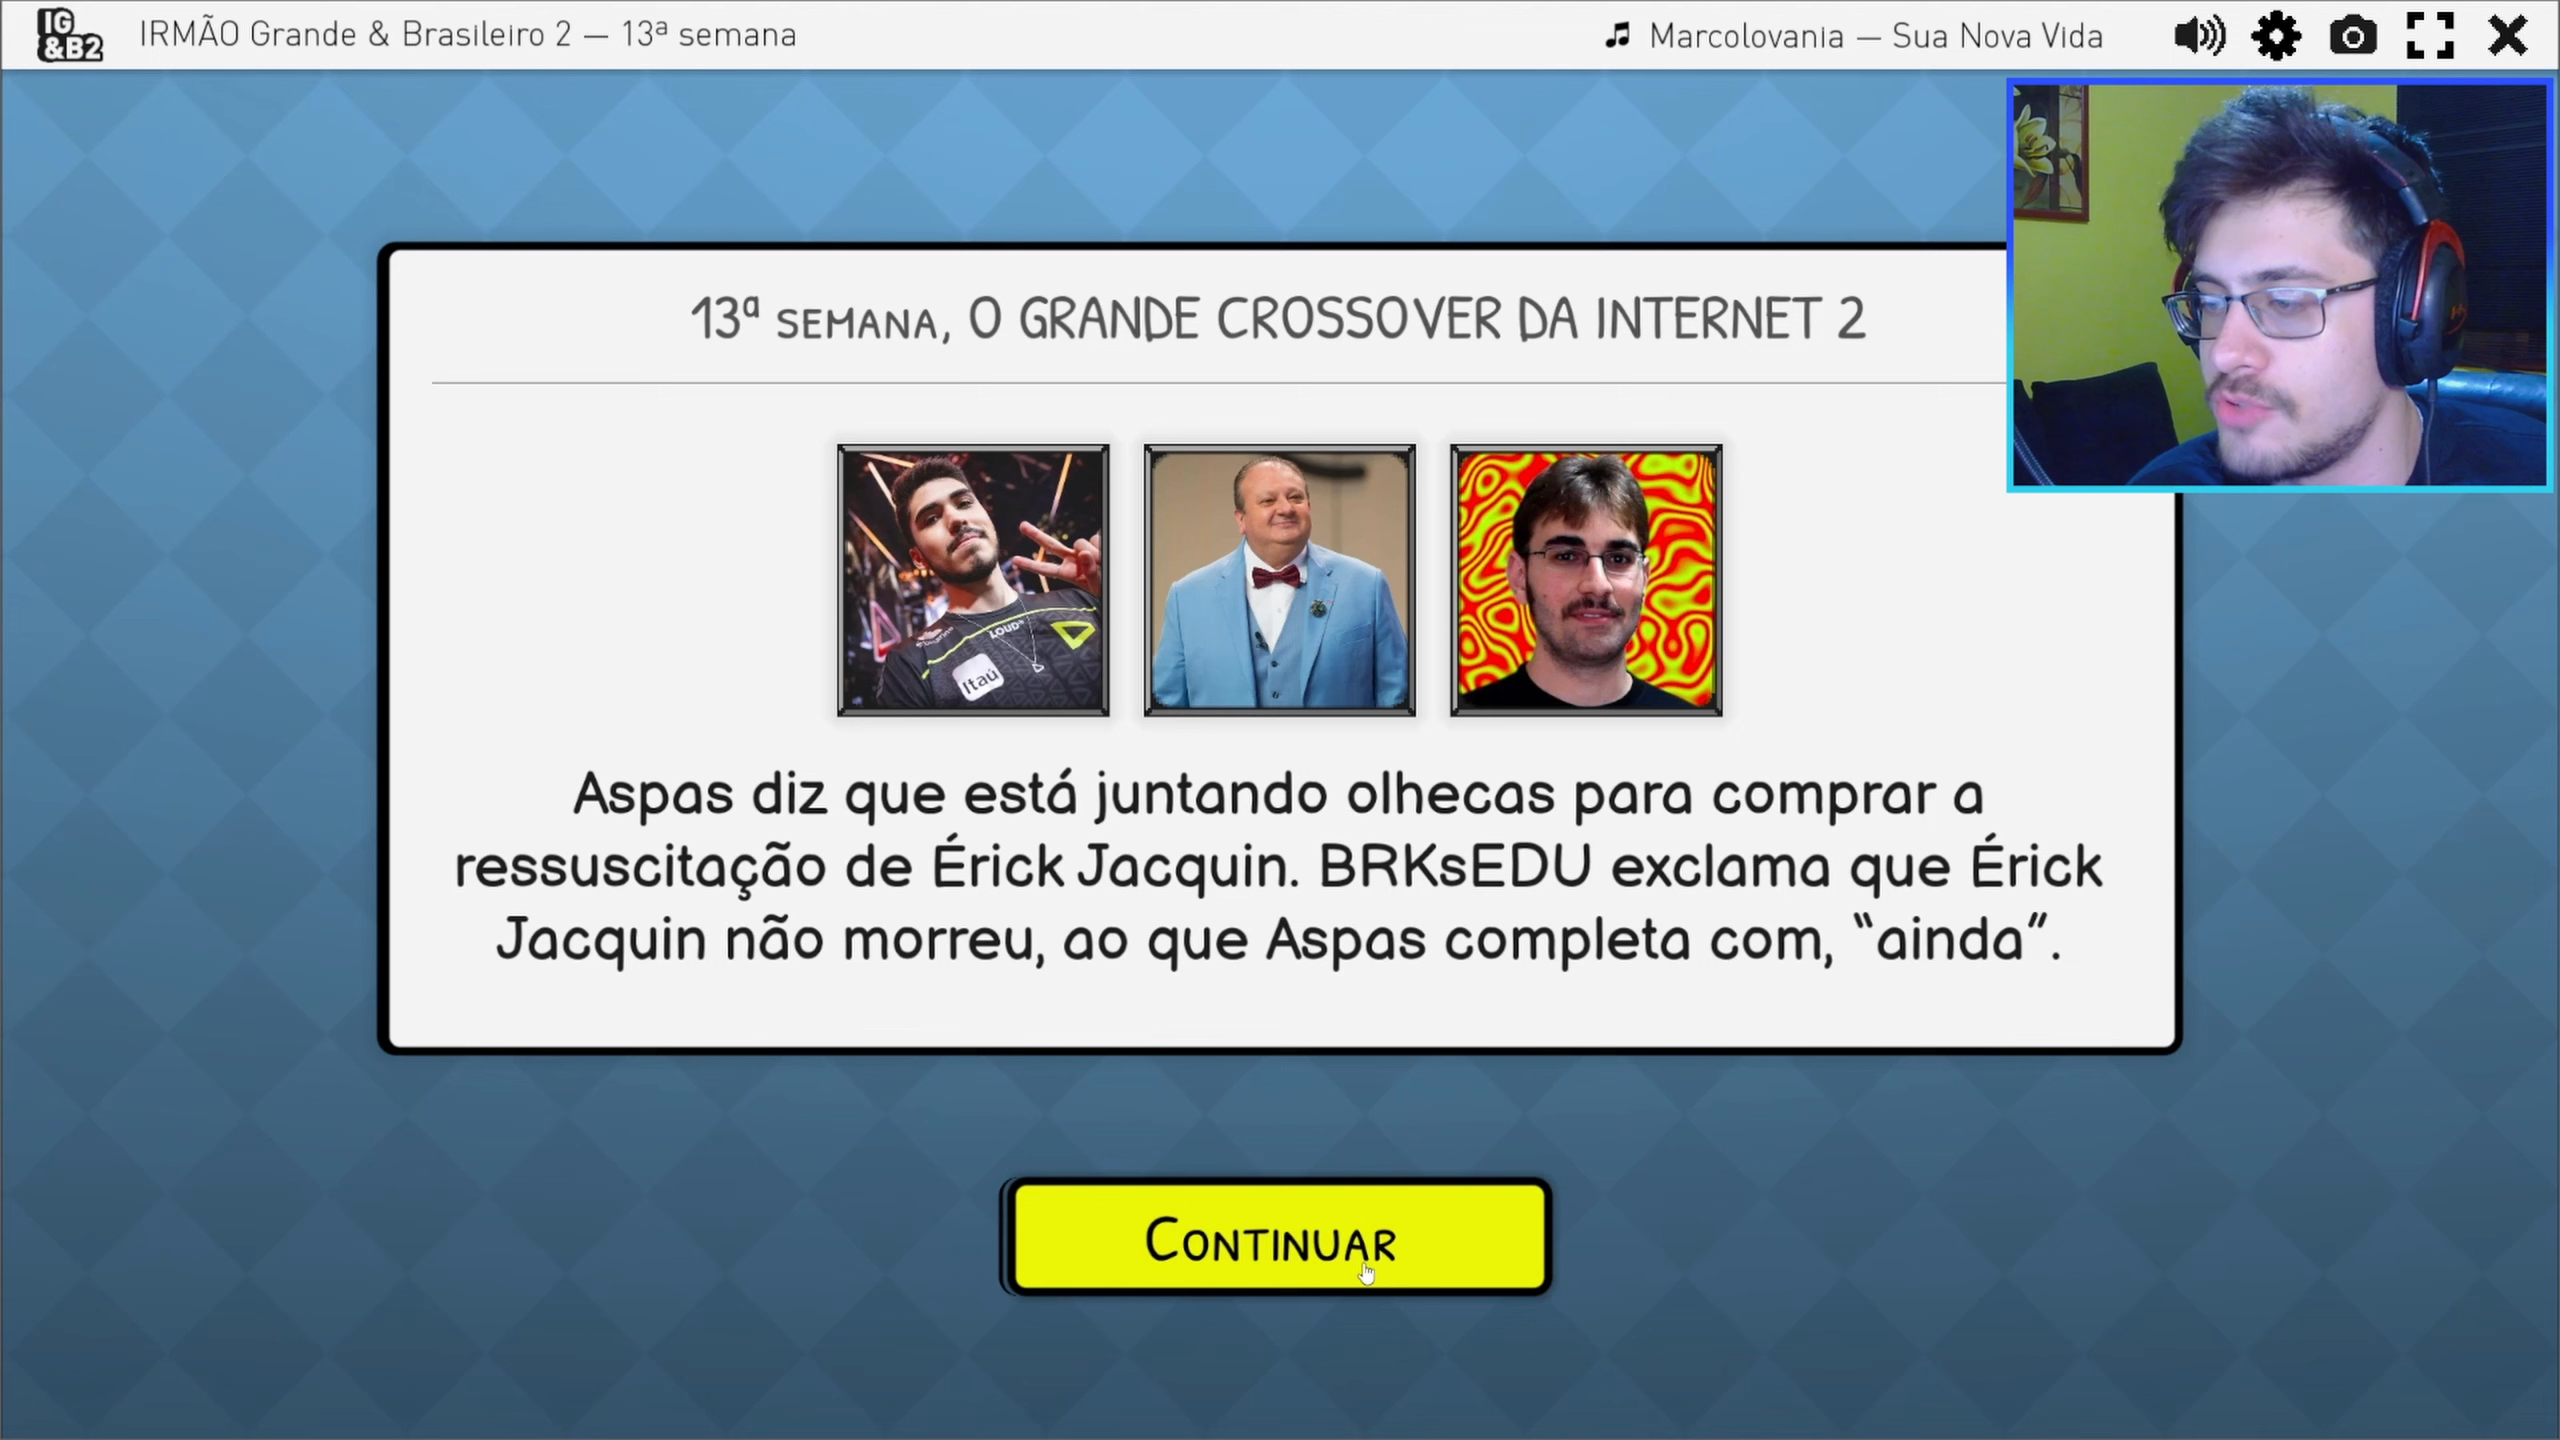 IG
&B2
IRMÃO Grande & Brasileiro 2 — 13ª semana
Marcolovania — Sua Nova Vida
13ª SEMANA, O GRANDE CROSSOVER DA INTERNET 2
LOUD
Itaú
Aspas diz que está juntando olhecas para comprar a
ressuscitação de Érick Jacquin. BRKsEDU exclama que Érick
Jacquin não morreu, ao que Aspas completa com, “ainda”.
CONTINUAR